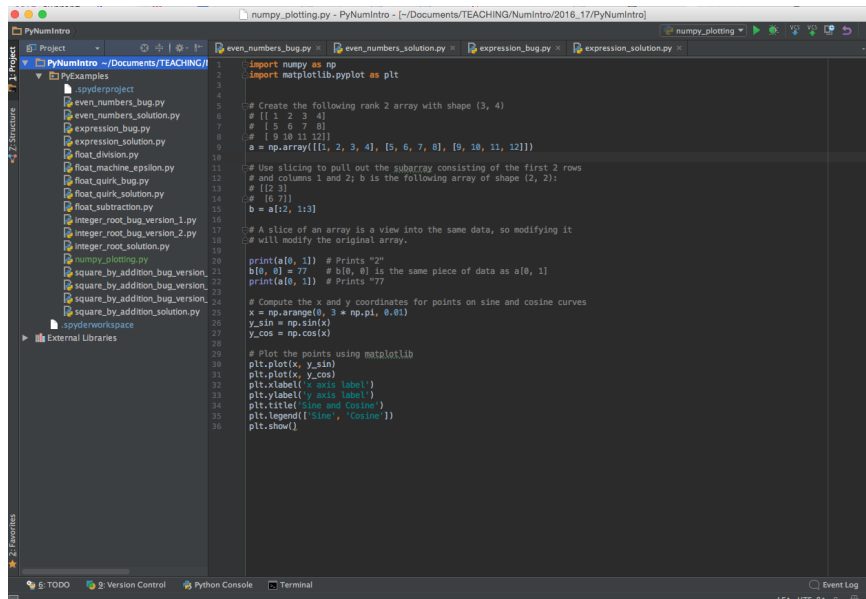 numpy_plotting.py - PyNumIntro - [~/Documents/TEACHING/NumIntro/2016_17/PyNumIntro]
PyNumIntro
numpy_plotting
Project
even_numbers_bug.py
even_numbers_solution.py
expression_bug.py
expression_solution.py
1: Project
Z: Structure
2: Favorites
PyNumIntro ~/Documents/TEACHING/
PyExamples
.spyderproject
even_numbers_bug.py
even_numbers_solution.py
expression_bug.py
expression_solution.py
float_division.py
float_machine_epsilon.py
float_quirk_bug.py
float_quirk_solution.py
float_subtraction.py
integer_root_bug_version_1.py
integer_root_bug_version_2.py
integer_root_solution.py
numpy_plotting.py
square_by_addition_bug_version_
square_by_addition_bug_version_
square_by_addition_bug_version_
square_by_addition_solution.py
.spyderworkspace
External Libraries
1 import numpy as np
2 import matplotlib.pyplot as plt
3
4
5 # Create the following rank 2 array with shape (3, 4)
6 # [[ 1  2  3  4]
7 #  [ 5  6  7  8]
8 #  [ 9 10 11 12]]
9 a = np.array([[1, 2, 3, 4], [5, 6, 7, 8], [9, 10, 11, 12]])
10
11 # Use slicing to pull out the subarray consisting of the first 2 rows
12 # and columns 1 and 2; b is the following array of shape (2, 2):
13 # [[2 3]
14 #  [6 7]]
15 b = a[:2, 1:3]
16
17 # A slice of an array is a view into the same data, so modifying it
18 # will modify the original array.
19
20 print(a[0, 1])  # Prints "2"
21 b[0, 0] = 77    # b[0, 0] is the same piece of data as a[0, 1]
22 print(a[0, 1])  # Prints "77
23
24 # Compute the x and y coordinates for points on sine and cosine curves
25 x = np.arange(0, 3 * np.pi, 0.01)
26 y_sin = np.sin(x)
27 y_cos = np.cos(x)
28
29 # Plot the points using matplotlib
30 plt.plot(x, y_sin)
31 plt.plot(x, y_cos)
32 plt.xlabel('x axis label')
33 plt.ylabel('y axis label')
34 plt.title('Sine and Cosine')
35 plt.legend(['Sine', 'Cosine'])
36 plt.show()
6: TODO
9: Version Control
Python Console
Terminal
Event Log